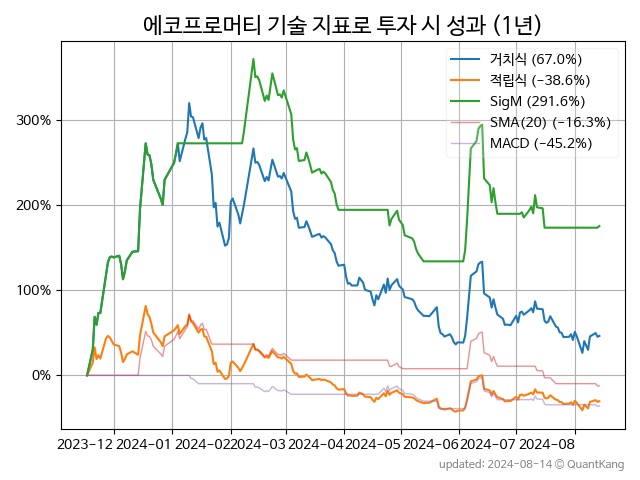 에코프로머티 기술 지표로 투자 시 성과 (1년)
거치식 (67.0%)
적립식 (−38.6%)
SigM (291.6%)
SMA(20) (−16.3%)
MACD (−45.2%)
300%
200%
100%
0%
2023-12 2024-01 2024-02 2024-03 2024-04 2024-05 2024-06 2024-07 2024-08
updated: 2024-08-14 © QuantKang